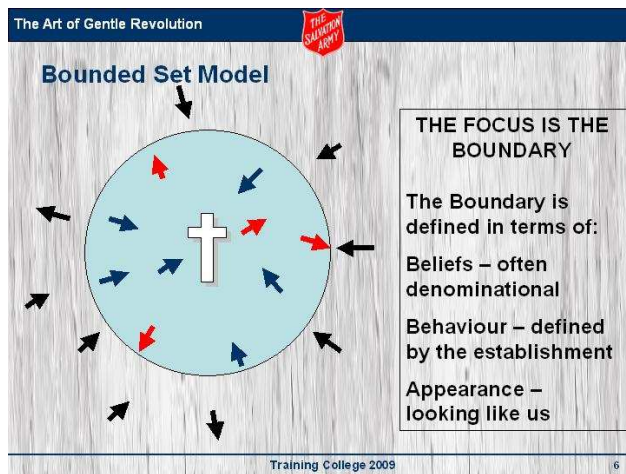 The Art of Gentle Revolution
THE
SALVATION
ARMY
Bounded Set Model
THE FOCUS IS THE
BOUNDARY
The Boundary is
defined in terms of:
Beliefs – often
denominational
Behaviour – defined
by the establishment
Appearance –
looking like us
Training College 2009
6